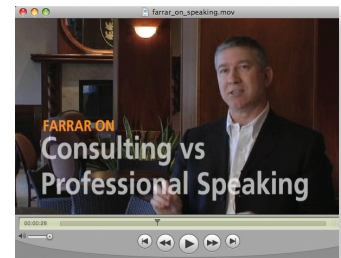 farrar_on_speaking.mov
FARRAR ON
Consulting vs
Professional Speaking
00:00:29